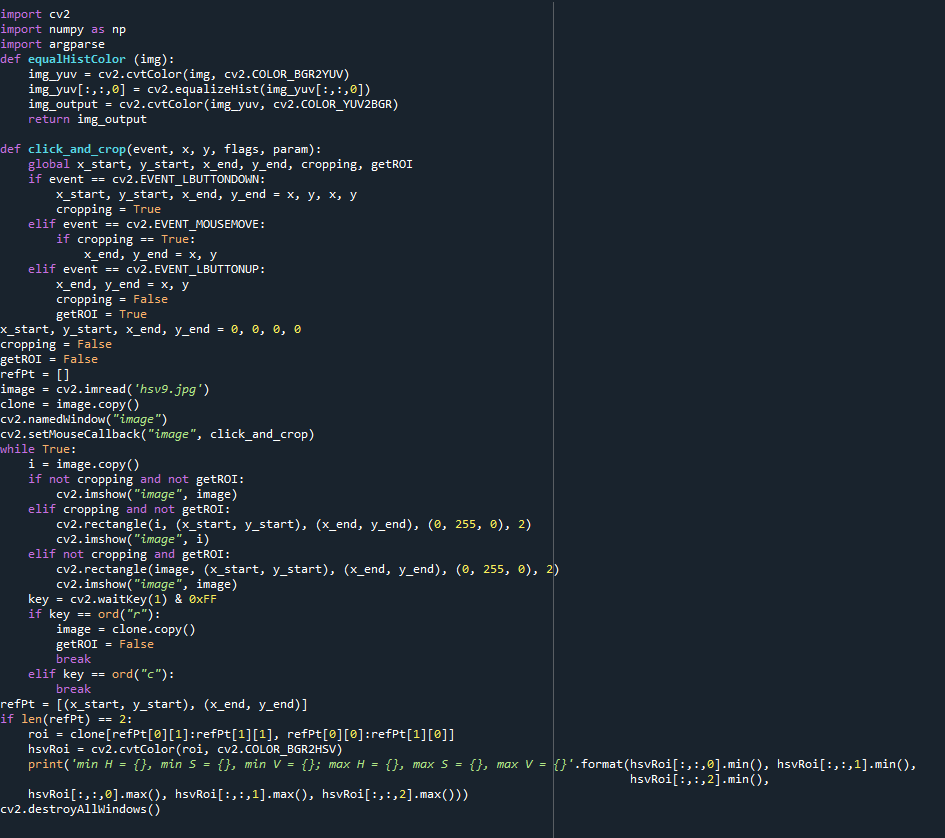 import cv2
import numpy as np
import argparse
def equalHistColor (img):
    img_yuv = cv2.cvtColor(img, cv2.COLOR_BGR2YUV)
    img_yuv[:,:,0] = cv2.equalizeHist(img_yuv[:,:,0])
    img_output = cv2.cvtColor(img_yuv, cv2.COLOR_YUV2BGR)
    return img_output

def click_and_crop(event, x, y, flags, param):
    global x_start, y_start, x_end, y_end, cropping, getROI
    if event == cv2.EVENT_LBUTTONDOWN:
        x_start, y_start, x_end, y_end = x, y, x, y
        cropping = True
    elif event == cv2.EVENT_MOUSEMOVE:
        if cropping == True:
            x_end, y_end = x, y
    elif event == cv2.EVENT_LBUTTONUP:
        x_end, y_end = x, y
        cropping = False
        getROI = True
x_start, y_start, x_end, y_end = 0, 0, 0, 0
cropping = False
getROI = False
refPt = []
image = cv2.imread('hsv9.jpg')
clone = image.copy()
cv2.namedWindow("image")
cv2.setMouseCallback("image", click_and_crop)
while True:
    i = image.copy()
    if not cropping and not getROI:
        cv2.imshow("image", image)
    elif cropping and not getROI:
        cv2.rectangle(i, (x_start, y_start), (x_end, y_end), (0, 255, 0), 2)
        cv2.imshow("image", i)
    elif not cropping and getROI:
        cv2.rectangle(image, (x_start, y_start), (x_end, y_end), (0, 255, 0), 2)
        cv2.imshow("image", image)
    key = cv2.waitKey(1) & 0xFF
    if key == ord("r"):
        image = clone.copy()
        getROI = False
        break
    elif key == ord("c"):
        break
refPt = [(x_start, y_start), (x_end, y_end)]
if len(refPt) == 2:
    roi = clone[refPt[0][1]:refPt[1][1], refPt[0][0]:refPt[1][0]]
    hsvRoi = cv2.cvtColor(roi, cv2.COLOR_BGR2HSV)
    print('min H = {}, min S = {}, min V = {}; max H = {}, max S = {}, max V = {}'.format(hsvRoi[:,:,0].min(), hsvRoi[:,:,1].min(),
                                                                                          hsvRoi[:,:,2].min(),
    hsvRoi[:,:,0].max(), hsvRoi[:,:,1].max(), hsvRoi[:,:,2].max()))
cv2.destroyAllWindows()